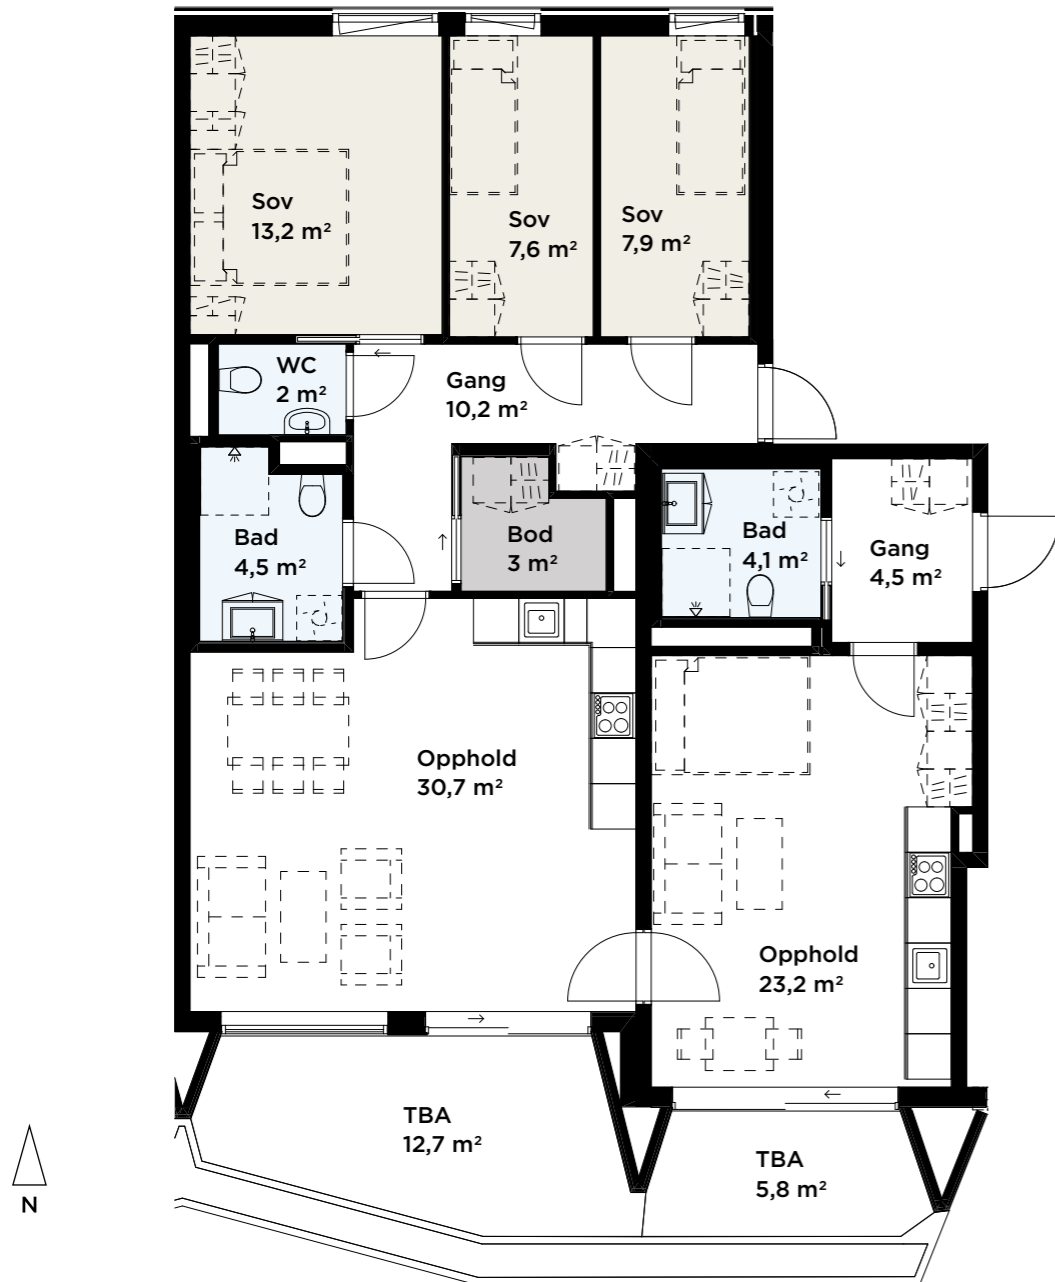 Sov
13,2 m²
Sov
7,6 m²
Sov
7,9 m²
WC
2 m²
Gang
10,2 m²
Bad
4,5 m²
Bod
3 m²
Bad
4,1 m²
Gang
4,5 m²
Opphold
30,7 m²
Opphold
23,2 m²
TBA
12,7 m²
TBA
5,8 m²
N